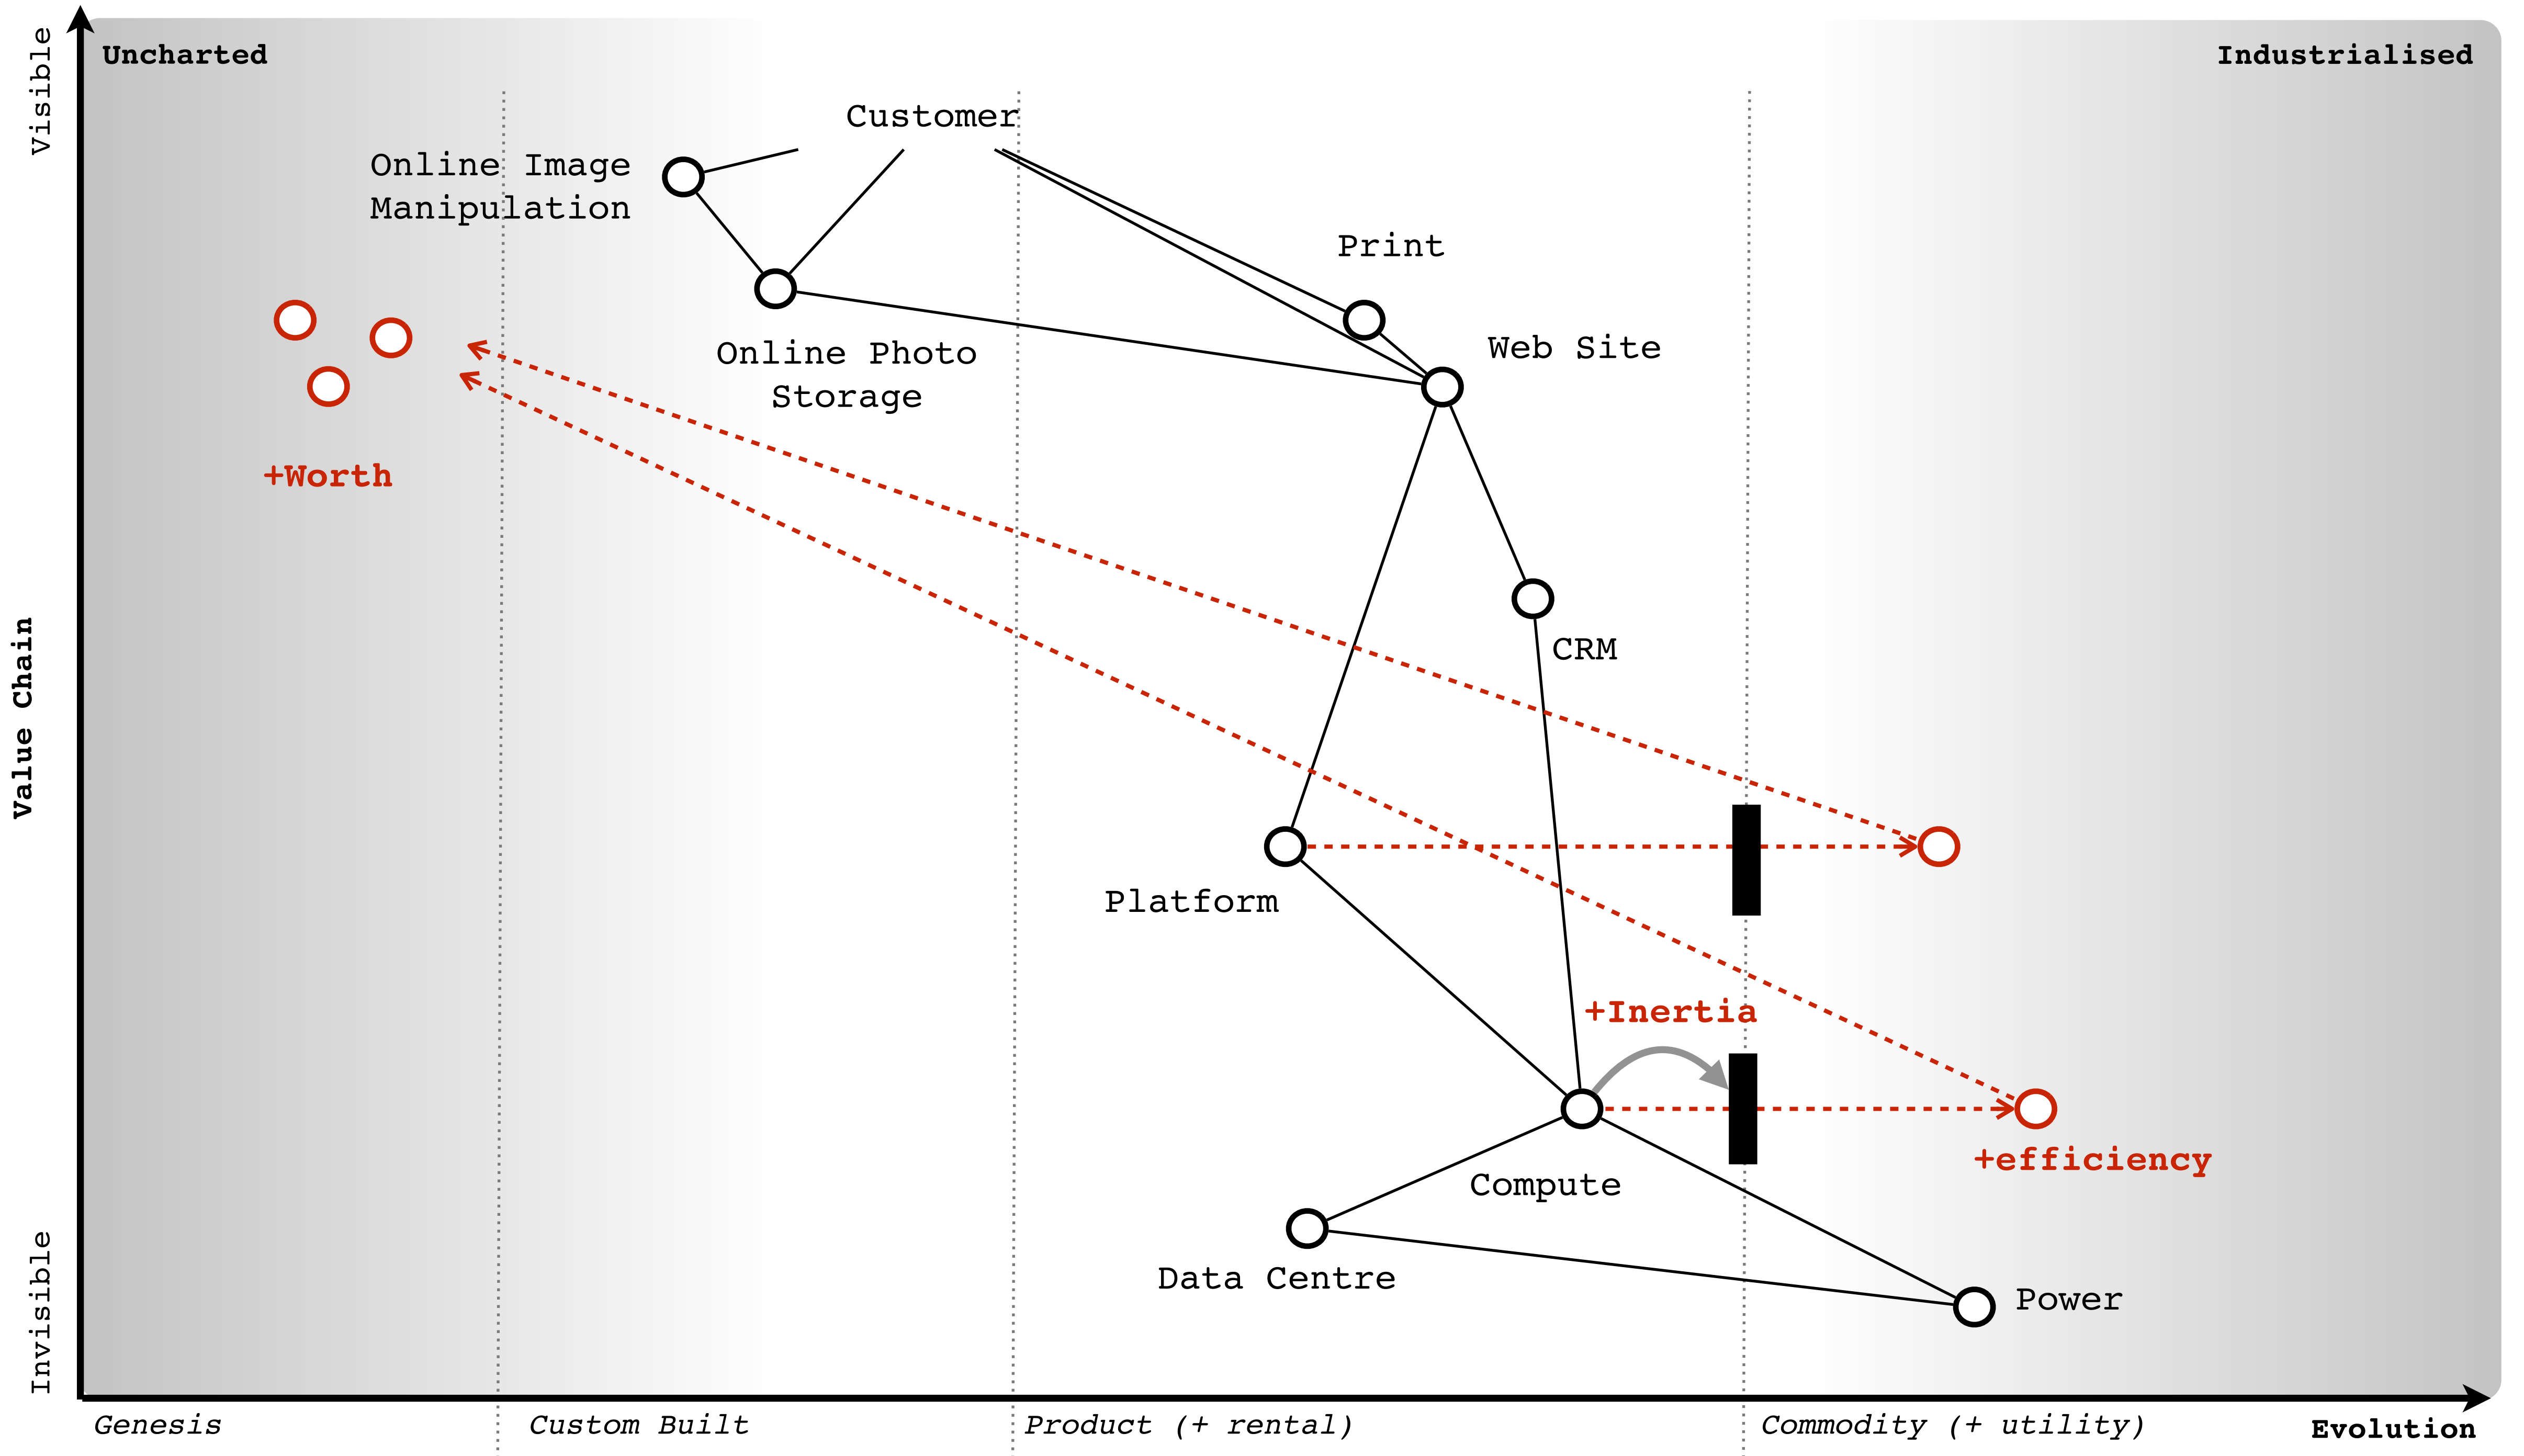 Visible
Uncharted
Industrialised
Customer
Online Image
Manipulation
Print
Web Site
Online Photo
Storage
+Worth
Value Chain
CRM
Platform
+Inertia
+efficiency
Compute
Data Centre
Power
Invisible
Genesis
Custom Built
Product (+ rental)
Commodity (+ utility)
Evolution